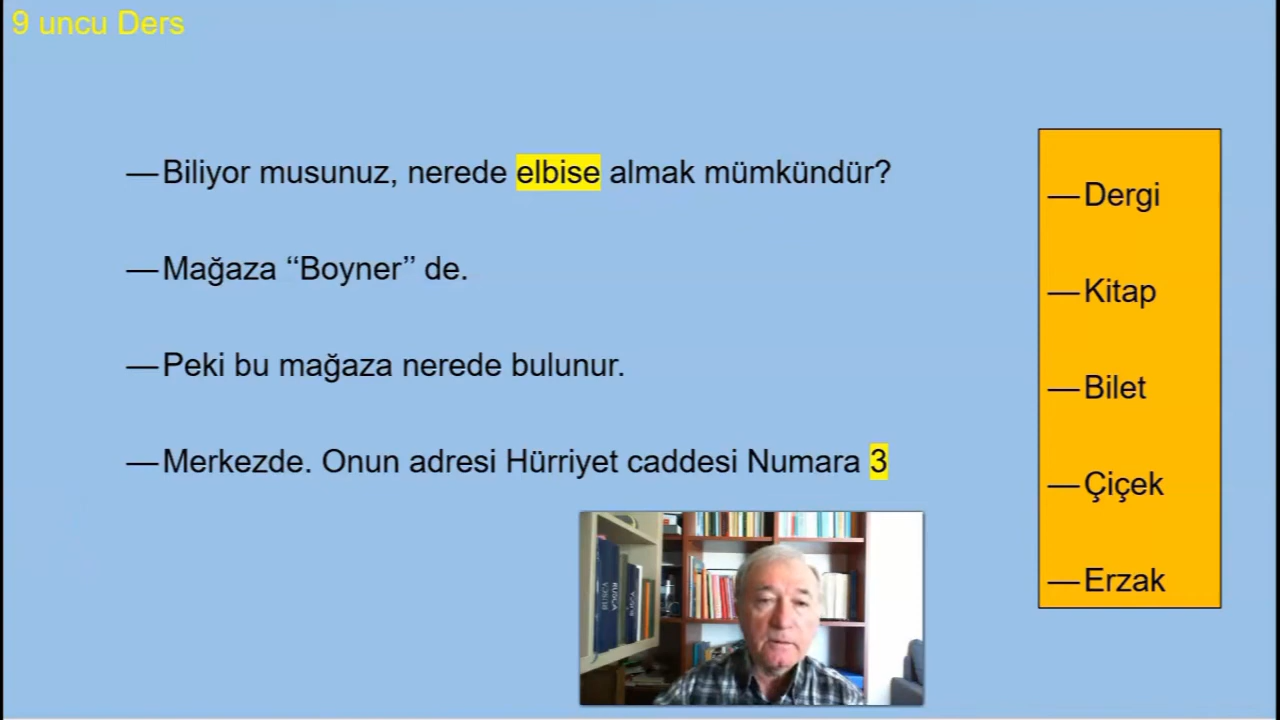 9 uncu Ders
—Biliyor musunuz, nerede elbise almak mümkündür?
—Mağaza “Boyner” de.
—Peki bu mağaza nerede bulunur.
—Merkezde. Onun adresi Hürriyet caddesi Numara 3
—Dergi
—Kitap
—Bilet
—Çiçek
—Erzak